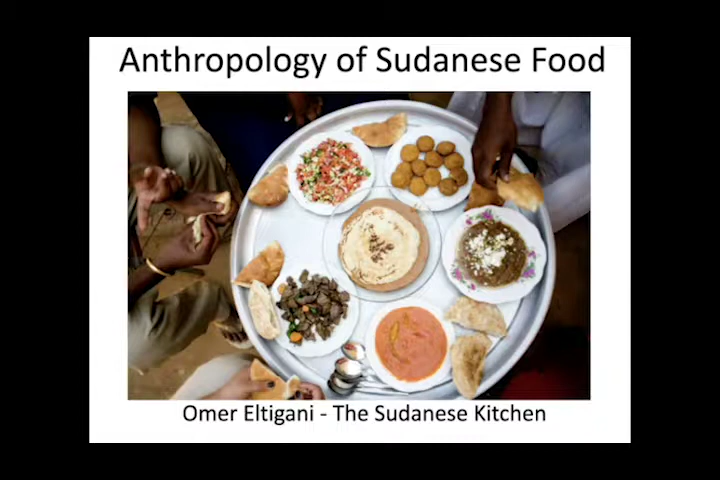 Anthropology of Sudanese Food
Omer Eltigani - The Sudanese Kitchen